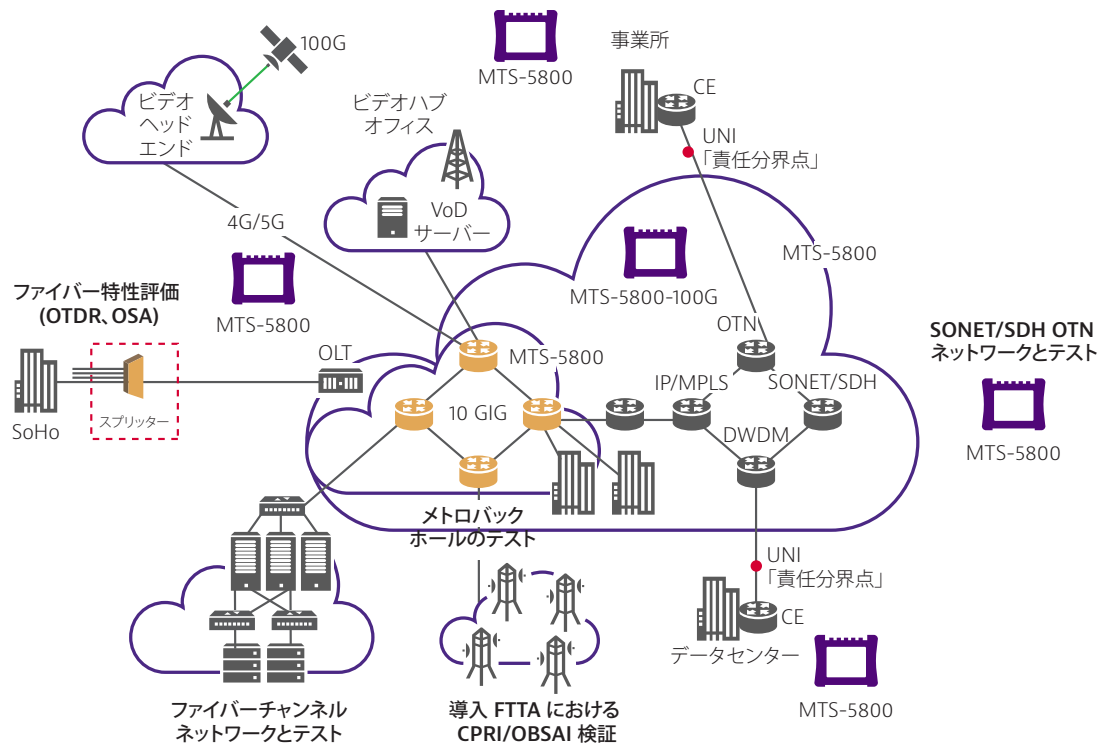 100G
ビデオ
ヘッド
エンド
MTS-5800
ビデオハブ
オフィス
VoD
サーバー
事業所
CE
UNI
「責任分界点」
4G/5G
MTS-5800
MTS-5800-100G
MTS-5800
ファイバー特性評価
(OTDR、OSA)
SoHo
スプリッター
OLT
MTS-5800
10 GIG
OTN
IP/MPLS
SONET/SDH
DWDM
SONET/SDH OTN
ネットワークとテスト
MTS-5800
メトロバック
ホールのテスト
UNI
「責任分界点」
CE
データセンター
MTS-5800
ファイバーチャンネル
ネットワークとテスト
導入 FTTA における
CPRI/OBSAI 検証